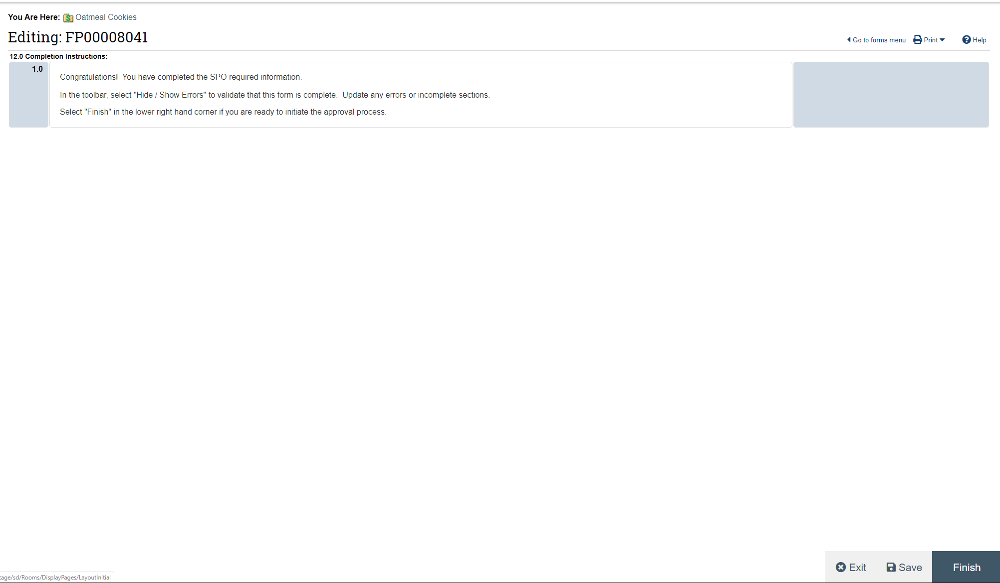 You Are Here: Oatmeal Cookies
Editing: FP00008041
Go to forms menu Print Help
12.0 Completion Instructions:
1.0
Congratulations! You have completed the SPO required information.
In the toolbar, select "Hide / Show Errors" to validate that this form is complete. Update any errors or incomplete sections.
Select "Finish" in the lower right hand corner if you are ready to initiate the approval process.
Exit Save Finish
tage/sd/Rooms/DisplayPages/LayoutInitial